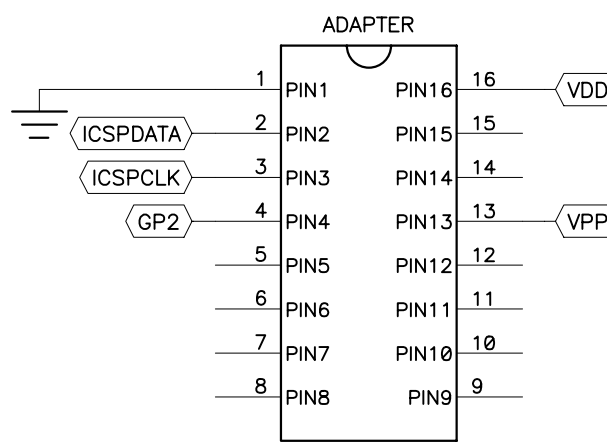 ADAPTER
1 PIN1 PIN16 16 VDD
ICSPDATA 2 PIN2 PIN15 15
ICSPCLK 3 PIN3 PIN14 14
GP2 4 PIN4 PIN13 13 VPP
5 PIN5 PIN12 12
6 PIN6 PIN11 11
7 PIN7 PIN10 10
8 PIN8 PIN9 9